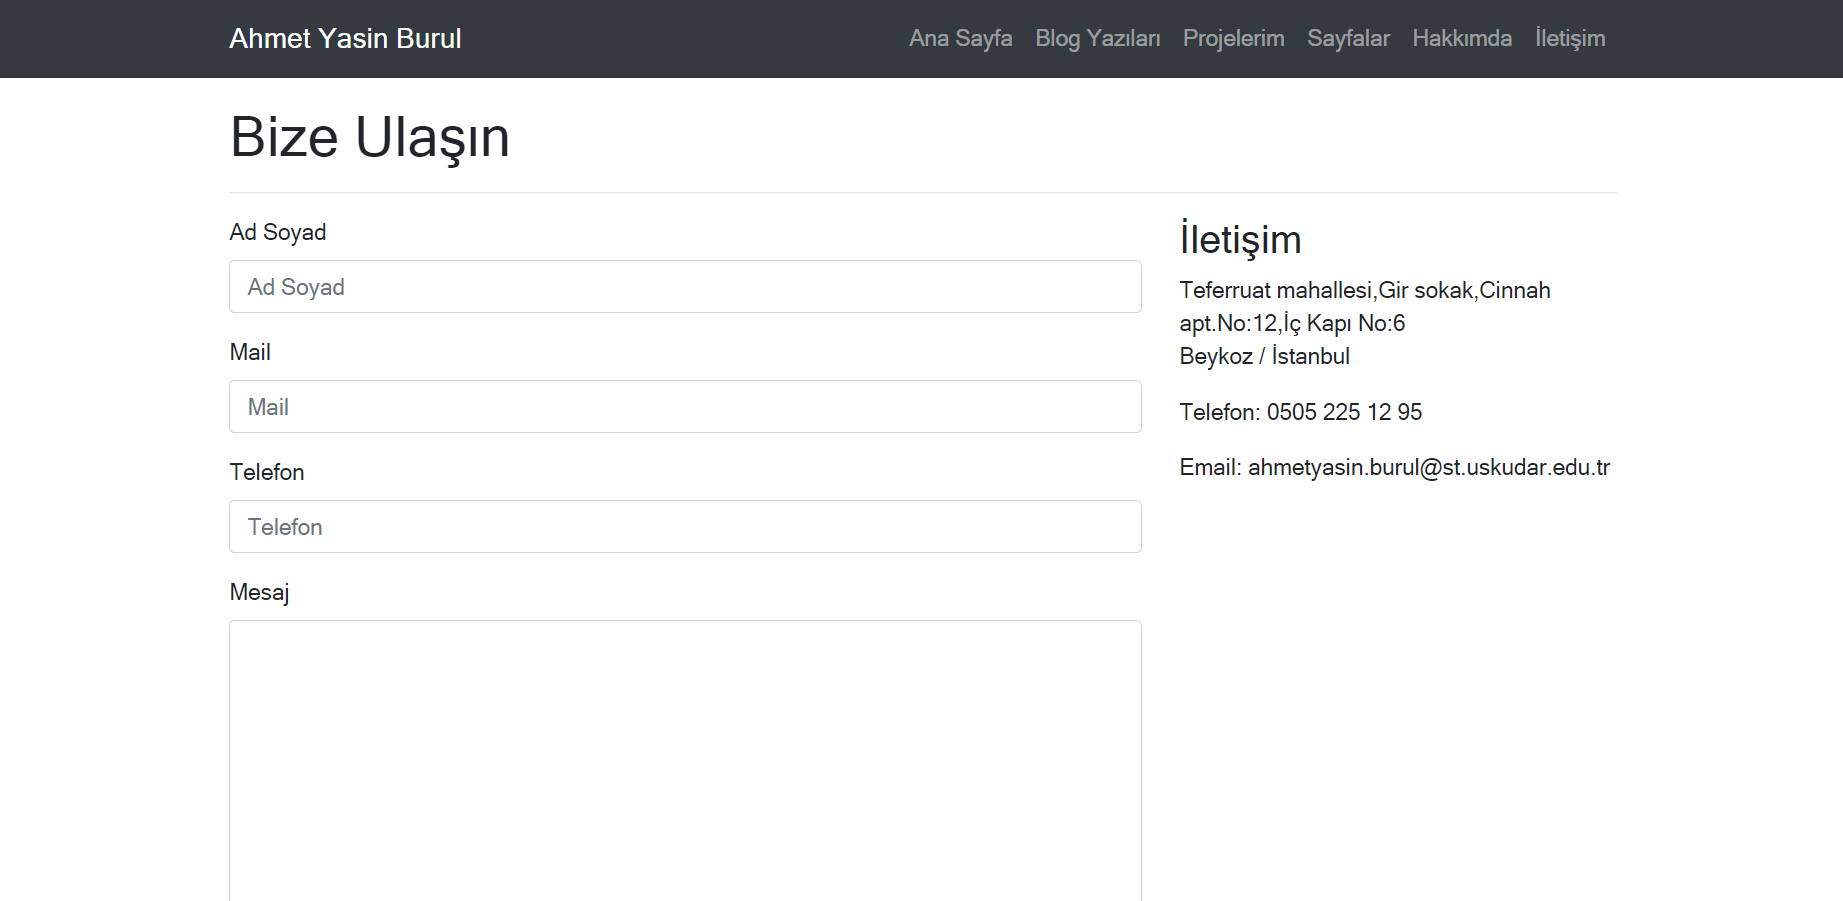 Ahmet Yasin Burul
Ana Sayfa Blog Yazıları Projelerim Sayfalar Hakkımda İletişim
Bize Ulaşın
Ad Soyad
Ad Soyad
Mail
Mail
Telefon
Telefon
Mesaj
İletişim
Teferruat mahallesi,Gir sokak,Cinnah
apt.No:12,İç Kapı No:6
Beykoz / İstanbul
Telefon: 0505 225 12 95
Email: ahmetyasin.burul@st.uskudar.edu.tr